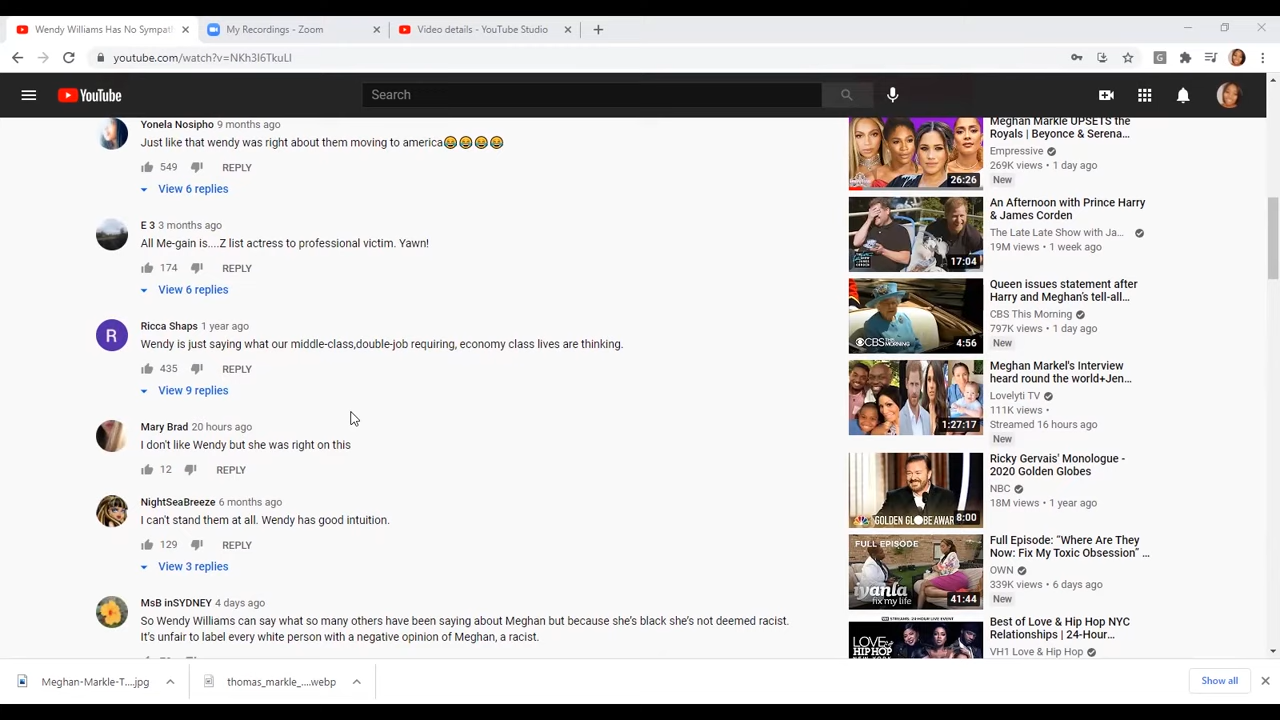 Wendy Williams Has No Sympath
My Recordings - Zoom
Video details - YouTube Studio
youtube.com/watch?v=NKh3I6TkuLI
YouTube
Search
Yonela Nosipho 9 months ago
Just like that wendy was right about them moving to america😂😂😂😂
549 REPLY
View 6 replies
E 3 3 months ago
All Me-gain is....Z list actress to professional victim. Yawn!
174 REPLY
View 6 replies
R
Ricca Shaps 1 year ago
Wendy is just saying what our middle-class,double-job requiring, economy class lives are thinking.
435 REPLY
View 9 replies
Mary Brad 20 hours ago
I don't like Wendy but she was right on this
12 REPLY
NightSeaBreeze 6 months ago
I can't stand them at all. Wendy has good intuition.
129 REPLY
View 3 replies
MsB inSYDNEY 4 days ago
So Wendy Williams can say what so many others have been saying about Meghan but because she's black she's not deemed racist.
It's unfair to label every white person with a negative opinion of Meghan, a racist.
26:26
Meghan Markle UPSETS the
Royals | Beyonce & Serena...
Empressive
269K views • 1 day ago
New
17:04
An Afternoon with Prince Harry
& James Corden
The Late Late Show with Ja...
19M views • 1 week ago
CBS THIS MORNING
4:56
Queen issues statement after
Harry and Meghan's tell-all...
CBS This Morning
797K views • 1 day ago
New
1:27:17
Meghan Markel's Interview
heard round the world+Jen...
Lovelyti TV
111K views •
Streamed 16 hours ago
New
GOLDEN GLOBE AWAR
8:00
Ricky Gervais' Monologue -
2020 Golden Globes
NBC
18M views • 1 year ago
FULL EPISODE
iyanla
fix my life
41:44
Full Episode: "Where Are They
Now: Fix My Toxic Obsession" ...
OWN
339K views • 6 days ago
New
LOVE
HIP HOP
Best of Love & Hip Hop NYC
Relationships | 24-Hour...
VH1 Love & Hip Hop
Meghan-Markle-T....jpg
thomas_markle_....webp
Show all